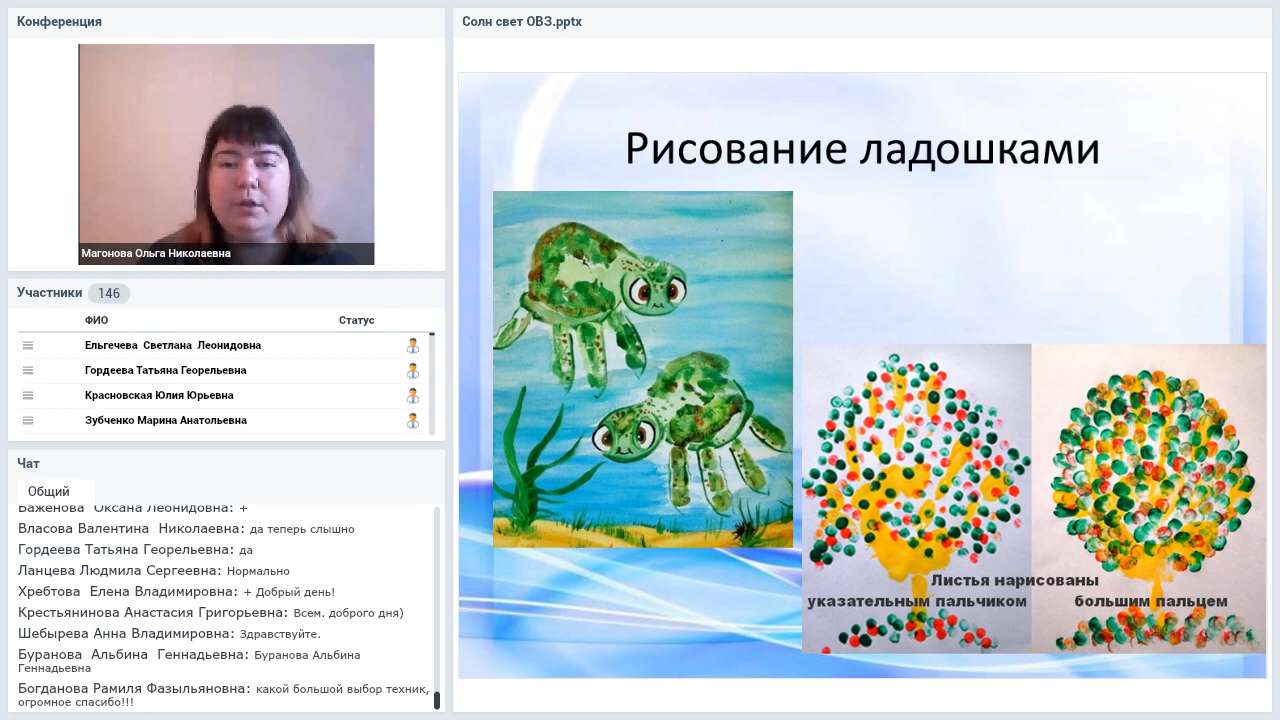 Конференция
Магонова Ольга Николаевна
Участники 146
ФИО Статус
Ельгечева Светлана Леонидовна
Гордеева Татьяна Георельевна
Красновская Юлия Юрьевна
Зубченко Марина Анатольевна
Чат
Общий
Баженова Оксана Леонидовна: +
Власова Валентина Николаевна: да теперь слышно
Гордеева Татьяна Георельевна: да
Ланцева Людмила Сергеевна: Нормально
Хребтова Елена Владимировна: + Добрый день!
Крестьянинова Анастасия Григорьевна: Всем. доброго дня)
Шебырева Анна Владимировна: Здравствуйте.
Буранова Альбина Геннадьевна: Буранова Альбина
Геннадьевна
Богданова Рамиля Фазыльяновна: какой большой выбор техник,
огромное спасибо!!!
Солн свет ОВЗ.pptx
Рисование ладошками
Листья нарисованы
указательным пальчиком большим пальцем